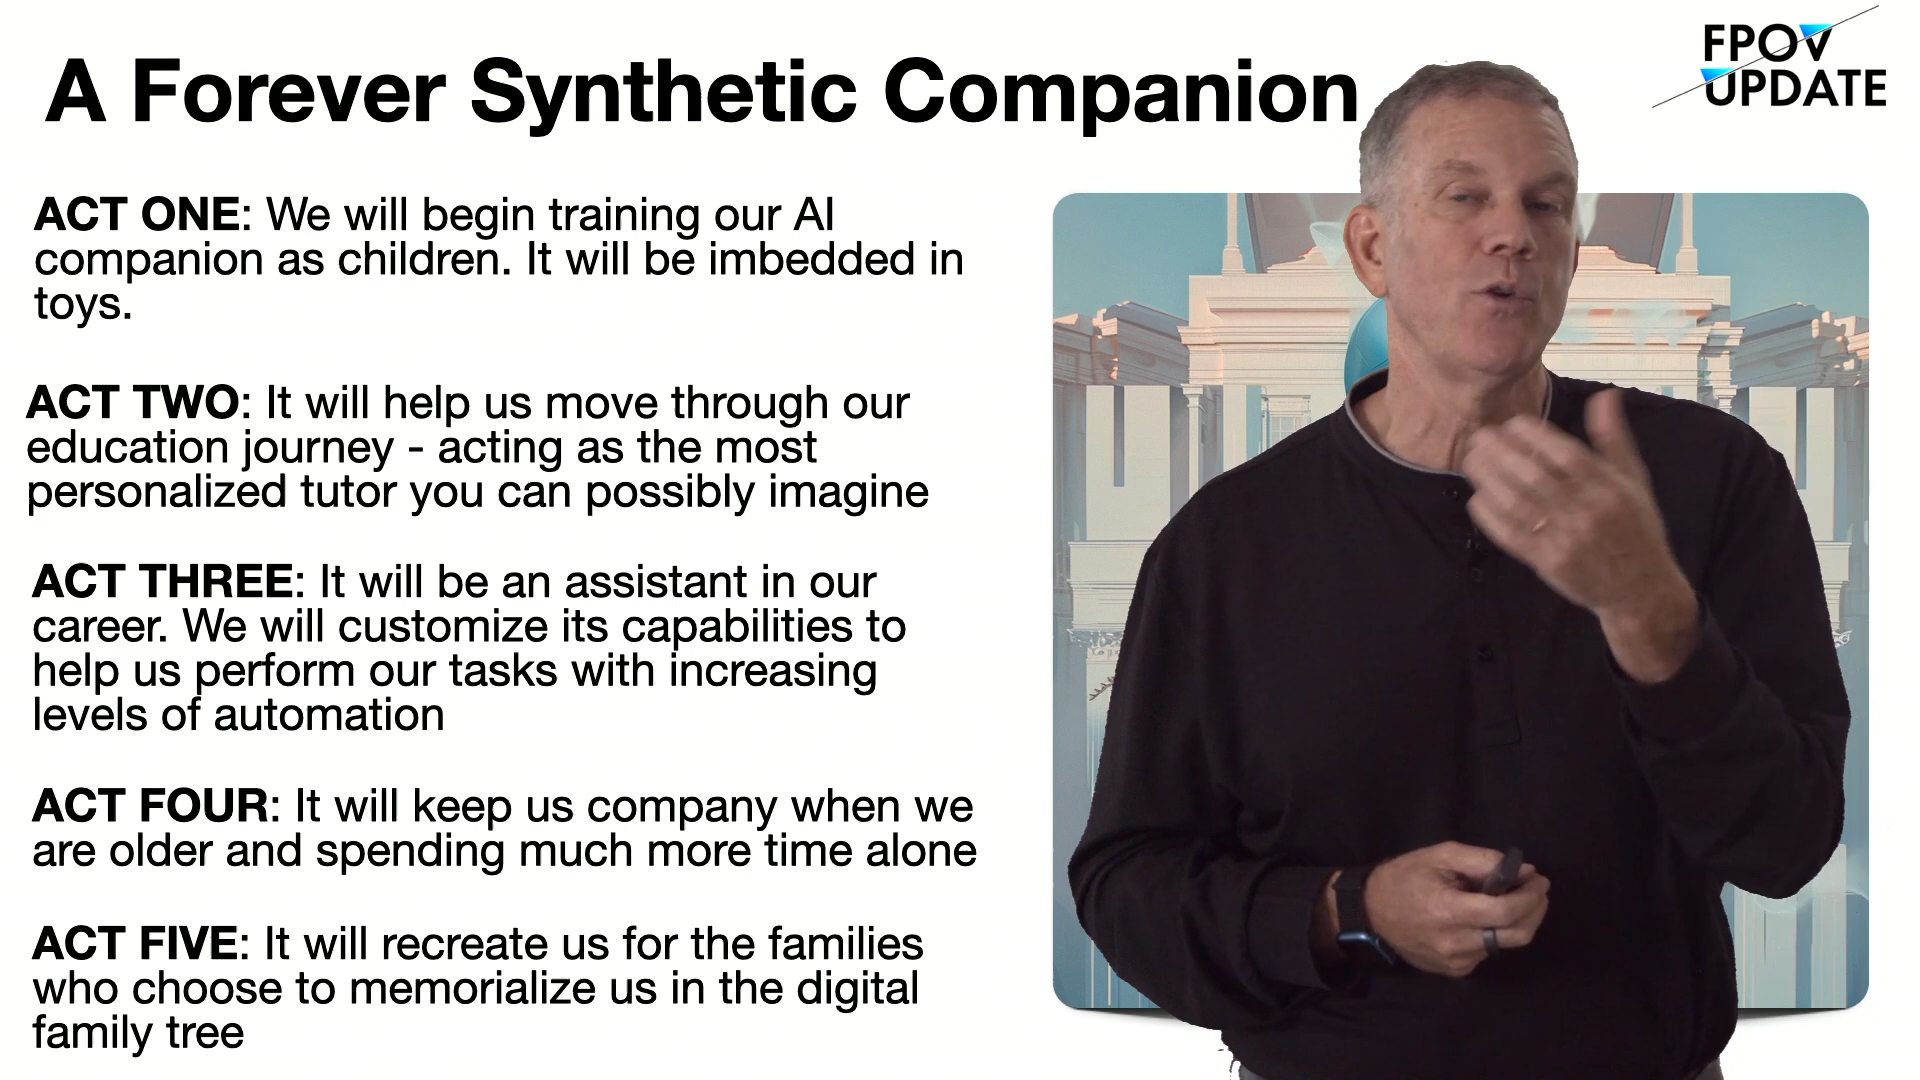 A Forever Synthetic Companion
FPOV
UPDATE
ACT ONE: We will begin training our AI
companion as children. It will be imbedded in
toys.
ACT TWO: It will help us move through our
education journey - acting as the most
personalized tutor you can possibly imagine
ACT THREE: It will be an assistant in our
career. We will customize its capabilities to
help us perform our tasks with increasing
levels of automation
ACT FOUR: It will keep us company when we
are older and spending much more time alone
ACT FIVE: It will recreate us for the families
who choose to memorialize us in the digital
family tree